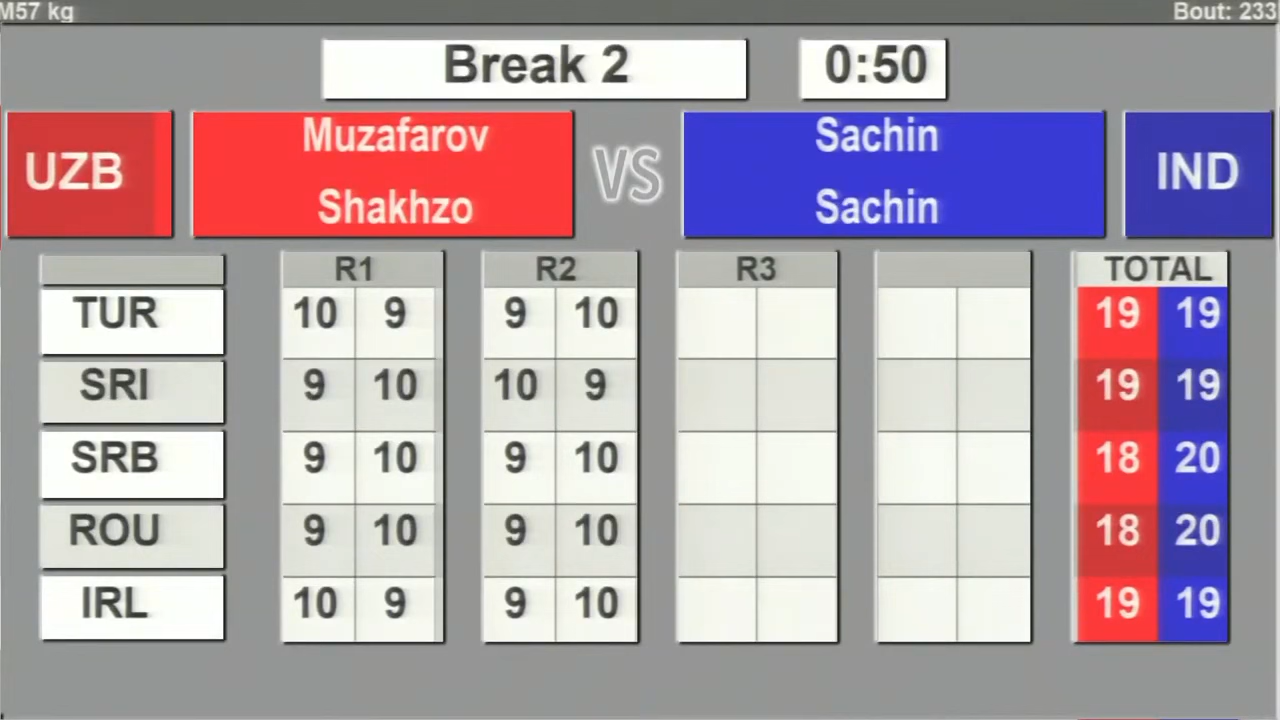 M57 kg Bout: 233
Break 2 0:50
UZB Muzafarov Shakhzo VS Sachin Sachin IND
R1 R2 R3 TOTAL
TUR 10 9 9 10 19 19
SRI 9 10 10 9 19 19
SRB 9 10 9 10 18 20
ROU 9 10 9 10 18 20
IRL 10 9 9 10 19 19